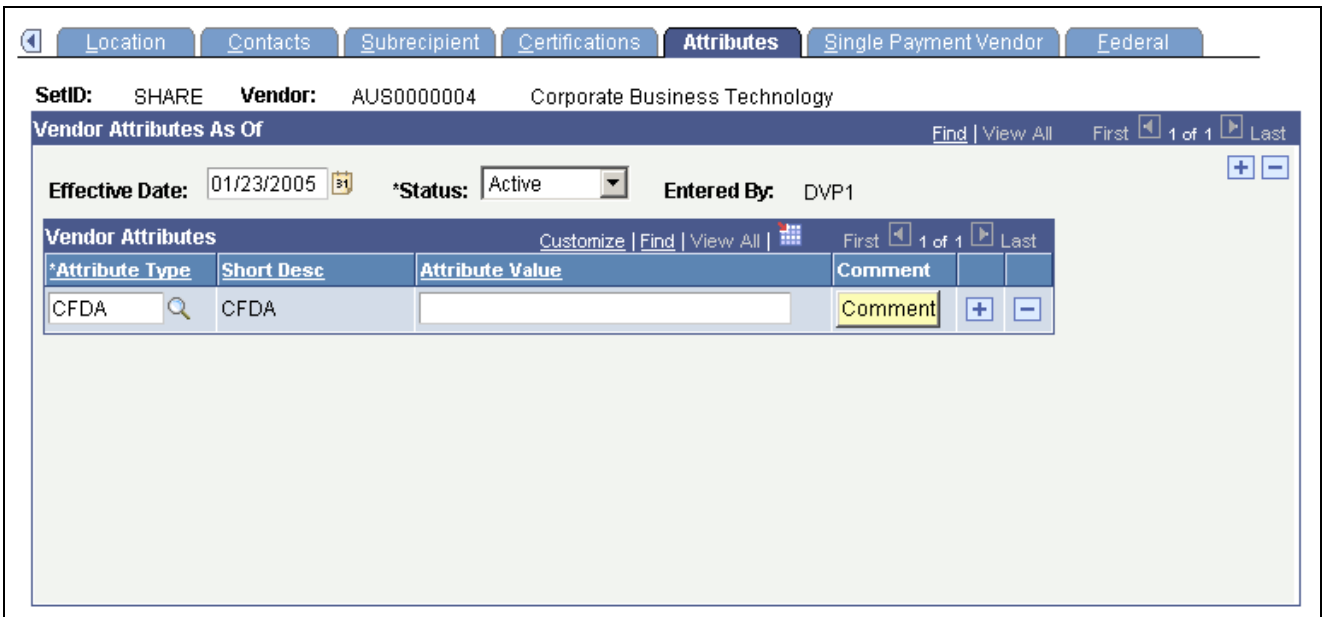 Location Contacts Subrecipient Certifications Attributes Single Payment Vendor Federal
SetID: SHARE Vendor: AUS0000004 Corporate Business Technology
Vendor Attributes As Of Find | View All First 1 of 1 Last
Effective Date: 01/23/2005 31 *Status: Active Entered By: DVP1
Vendor Attributes Customize | Find | View All | First 1 of 1 Last
*Attribute Type Short Desc Attribute Value Comment
CFDA CFDA Comment